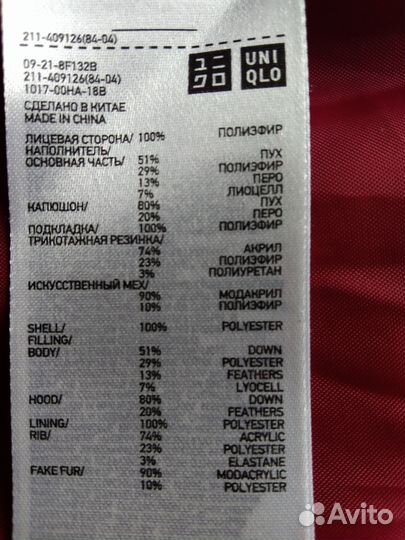 211-409126(84-04)
09-21-8F132B
211-409126(84-04)
1017-00HA-18B
ユニクロ
UNIQLO
СДЕЛАНО В КИТАЕ
MADE IN CHINA
ЛИЦЕВАЯ СТОРОНА/ 100% ПОЛИЭФИР
НАПОЛНИТЕЛЬ/
ОСНОВНАЯ ЧАСТЬ/ 51% ПУХ
29% ПОЛИЭФИР
13% ПЕРО
7% ЛИОЦЕЛЛ
КАПЮШОН/ 80% ПУХ
20% ПЕРО
ПОДКЛАДКА/ 100% ПОЛИЭФИР
ТРИКОТАЖНАЯ РЕЗИНКА/
74% АКРИЛ
23% ПОЛИЭФИР
3% ПОЛИУРЕТАН
ИСКУССТВЕННЫЙ МЕХ/
90% МОДАКРИЛ
10% ПОЛИЭФИР
SHELL/ 100% POLYESTER
FILLING/
BODY/ 51% DOWN
29% POLYESTER
13% FEATHERS
7% LYOCELL
HOOD/ 80% DOWN
20% FEATHERS
LINING/ 100% POLYESTER
RIB/ 74% ACRYLIC
23% POLYESTER
3% ELASTANE
FAKE FUR/ 90% MODACRYLIC
10% POLYESTER
Avito